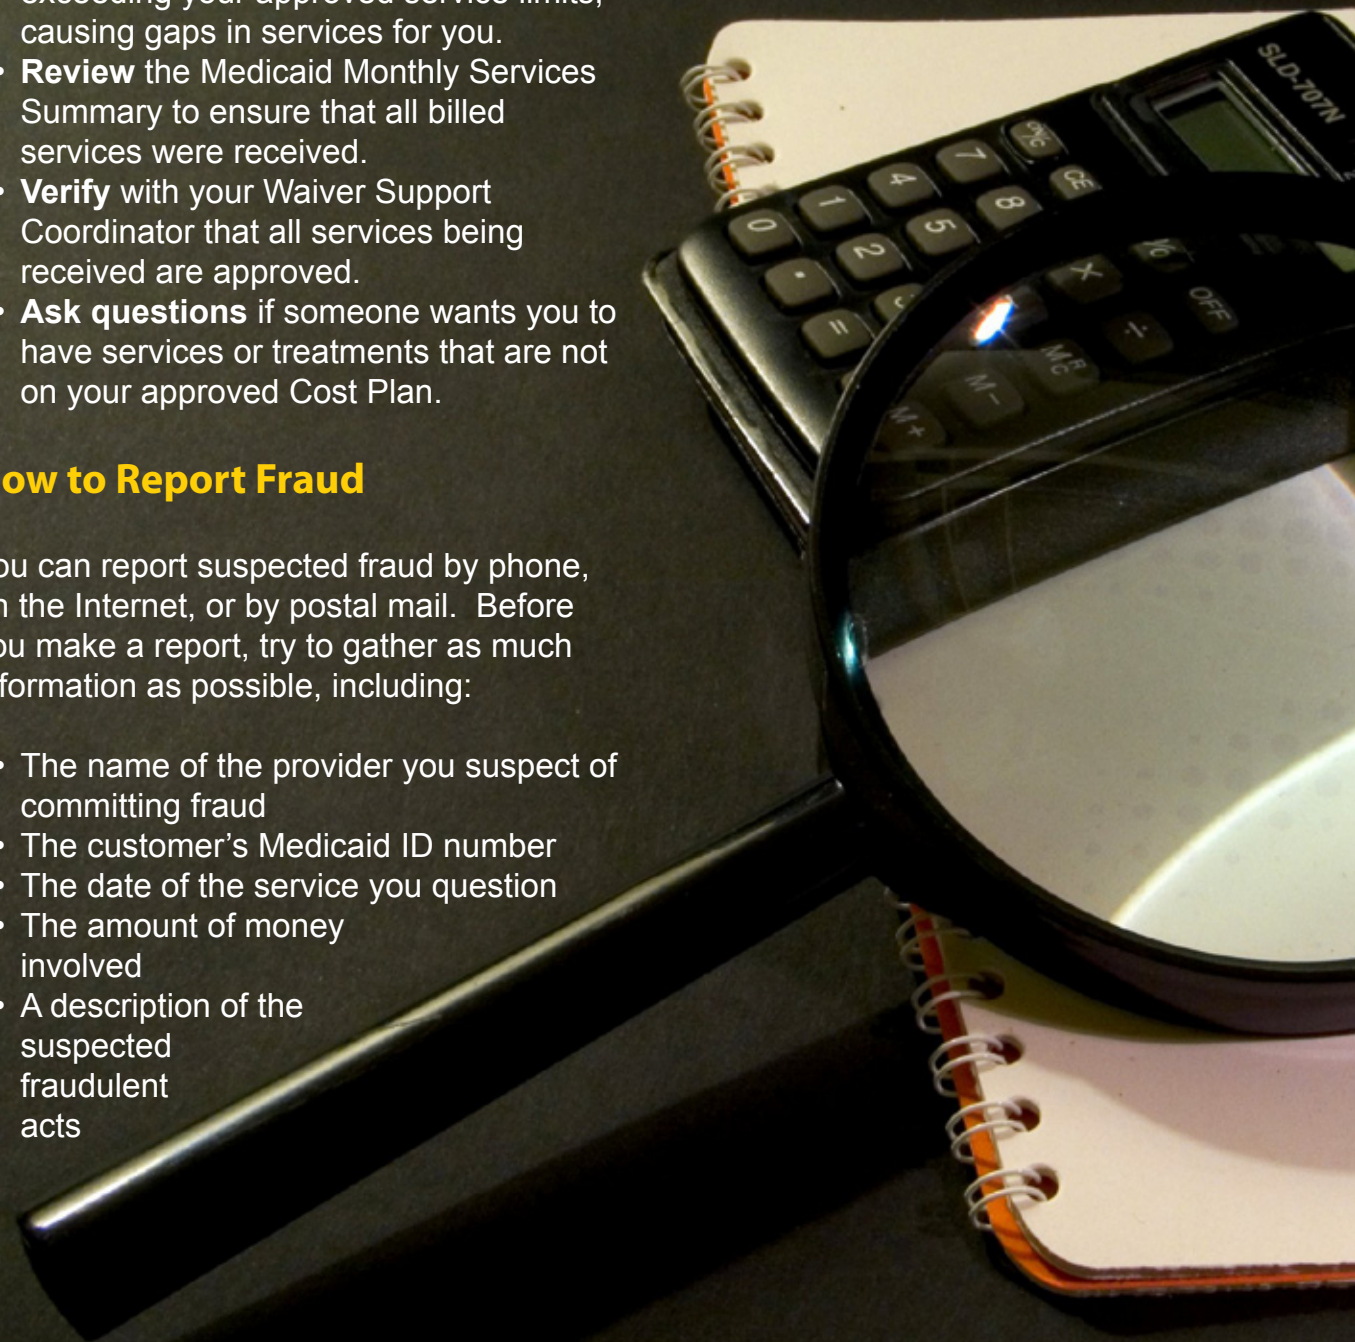 exceeding your approved service limits,
causing gaps in services for you.
• Review the Medicaid Monthly Services
Summary to ensure that all billed
services were received.
• Verify with your Waiver Support
Coordinator that all services being
received are approved.
• Ask questions if someone wants you to
have services or treatments that are not
on your approved Cost Plan.
ow to Report Fraud
ou can report suspected fraud by phone,
n the Internet, or by postal mail.  Before
ou make a report, try to gather as much
formation as possible, including:
• The name of the provider you suspect of
committing fraud
• The customer’s Medicaid ID number
• The date of the service you question
• The amount of money
involved
• A description of the
suspected
fraudulent
acts
SLD-707N
7
4
1
0
CE
8
5
2
.
=
%
×
OFF
÷
M–
M+